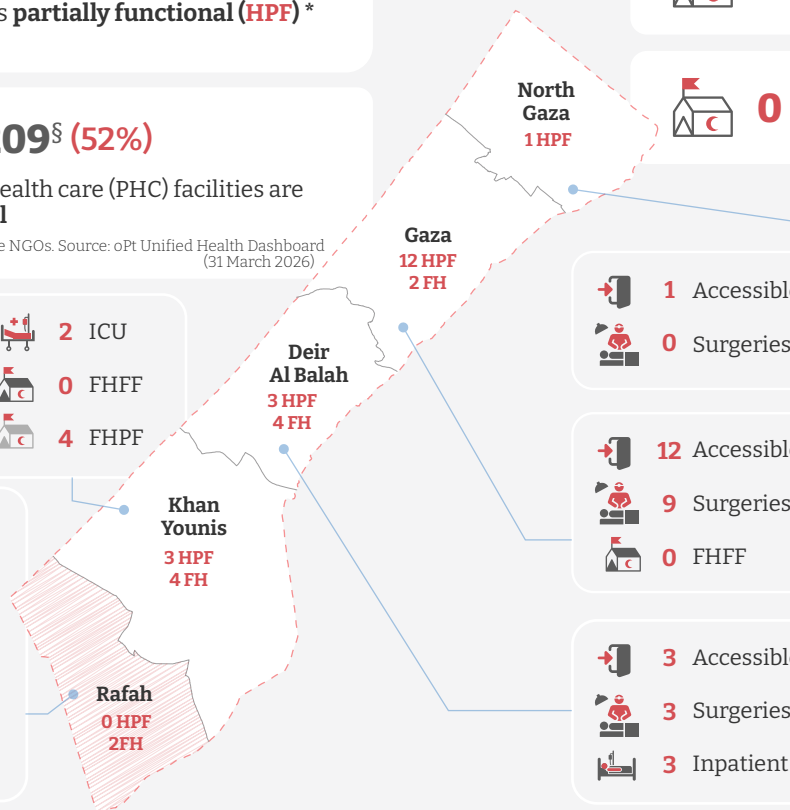 s partially functional (HPF) *
09§ (52%)
ealth care (PHC) facilities are
l
e NGOs. Source: oPt Unified Health Dashboard
(31 March 2026)
2 ICU
0 FHFF
4 FHPF
North
Gaza
1 HPF
0
Gaza
12 HPF
2 FH
Deir
Al Balah
3 HPF
4 FH
Khan
Younis
3 HPF
4 FH
Rafah
0 HPF
2FH
1 Accessibl
0 Surgeries
12 Accessibl
9 Surgeries
0 FHFF
3 Accessibl
3 Surgeries
3 Inpatient